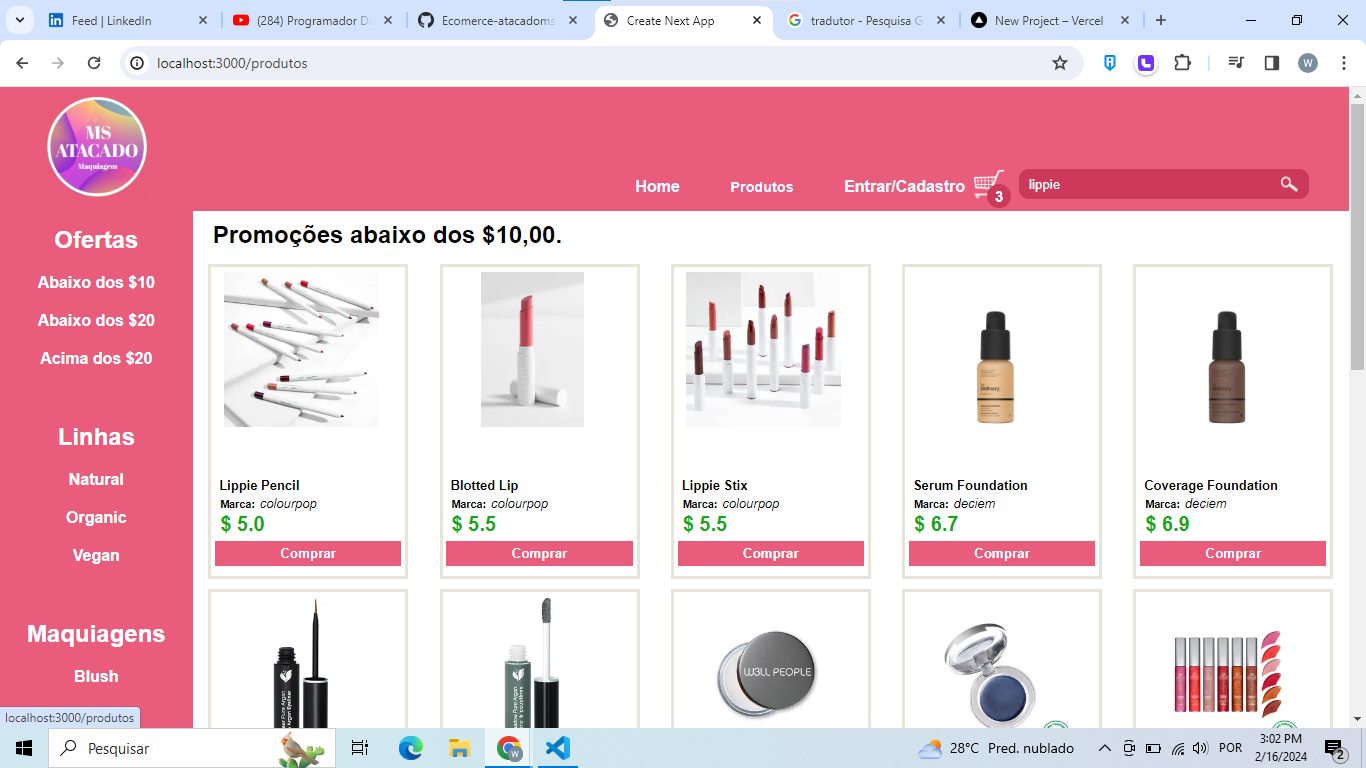 Feed | LinkedIn
(284) Programador De
Ecomerce-atacadoms
Create Next App
tradutor - Pesquisa G
New Project – Vercel
localhost:3000/produtos
W
MS
ATACADO
Maquiagem
Home
Produtos
Entrar/Cadastro
3
lippie
Ofertas
Abaixo dos $10
Abaixo dos $20
Acima dos $20
Linhas
Natural
Organic
Vegan
Maquiagens
Blush
Promoções abaixo dos $10,00.
Lippie Pencil
Marca: colourpop
$ 5.0
Comprar
Blotted Lip
Marca: colourpop
$ 5.5
Comprar
Lippie Stix
Marca: colourpop
$ 5.5
Comprar
Ordinary
Serum Foundation
Marca: deciem
$ 6.7
Comprar
Ordinary
Coverage Foundation
Marca: deciem
$ 6.9
Comprar
W3LL PEOPLE
localhost:3000/produtos
Pesquisar
W
28°C Pred. nublado
POR
3:02 PM
2/16/2024
2